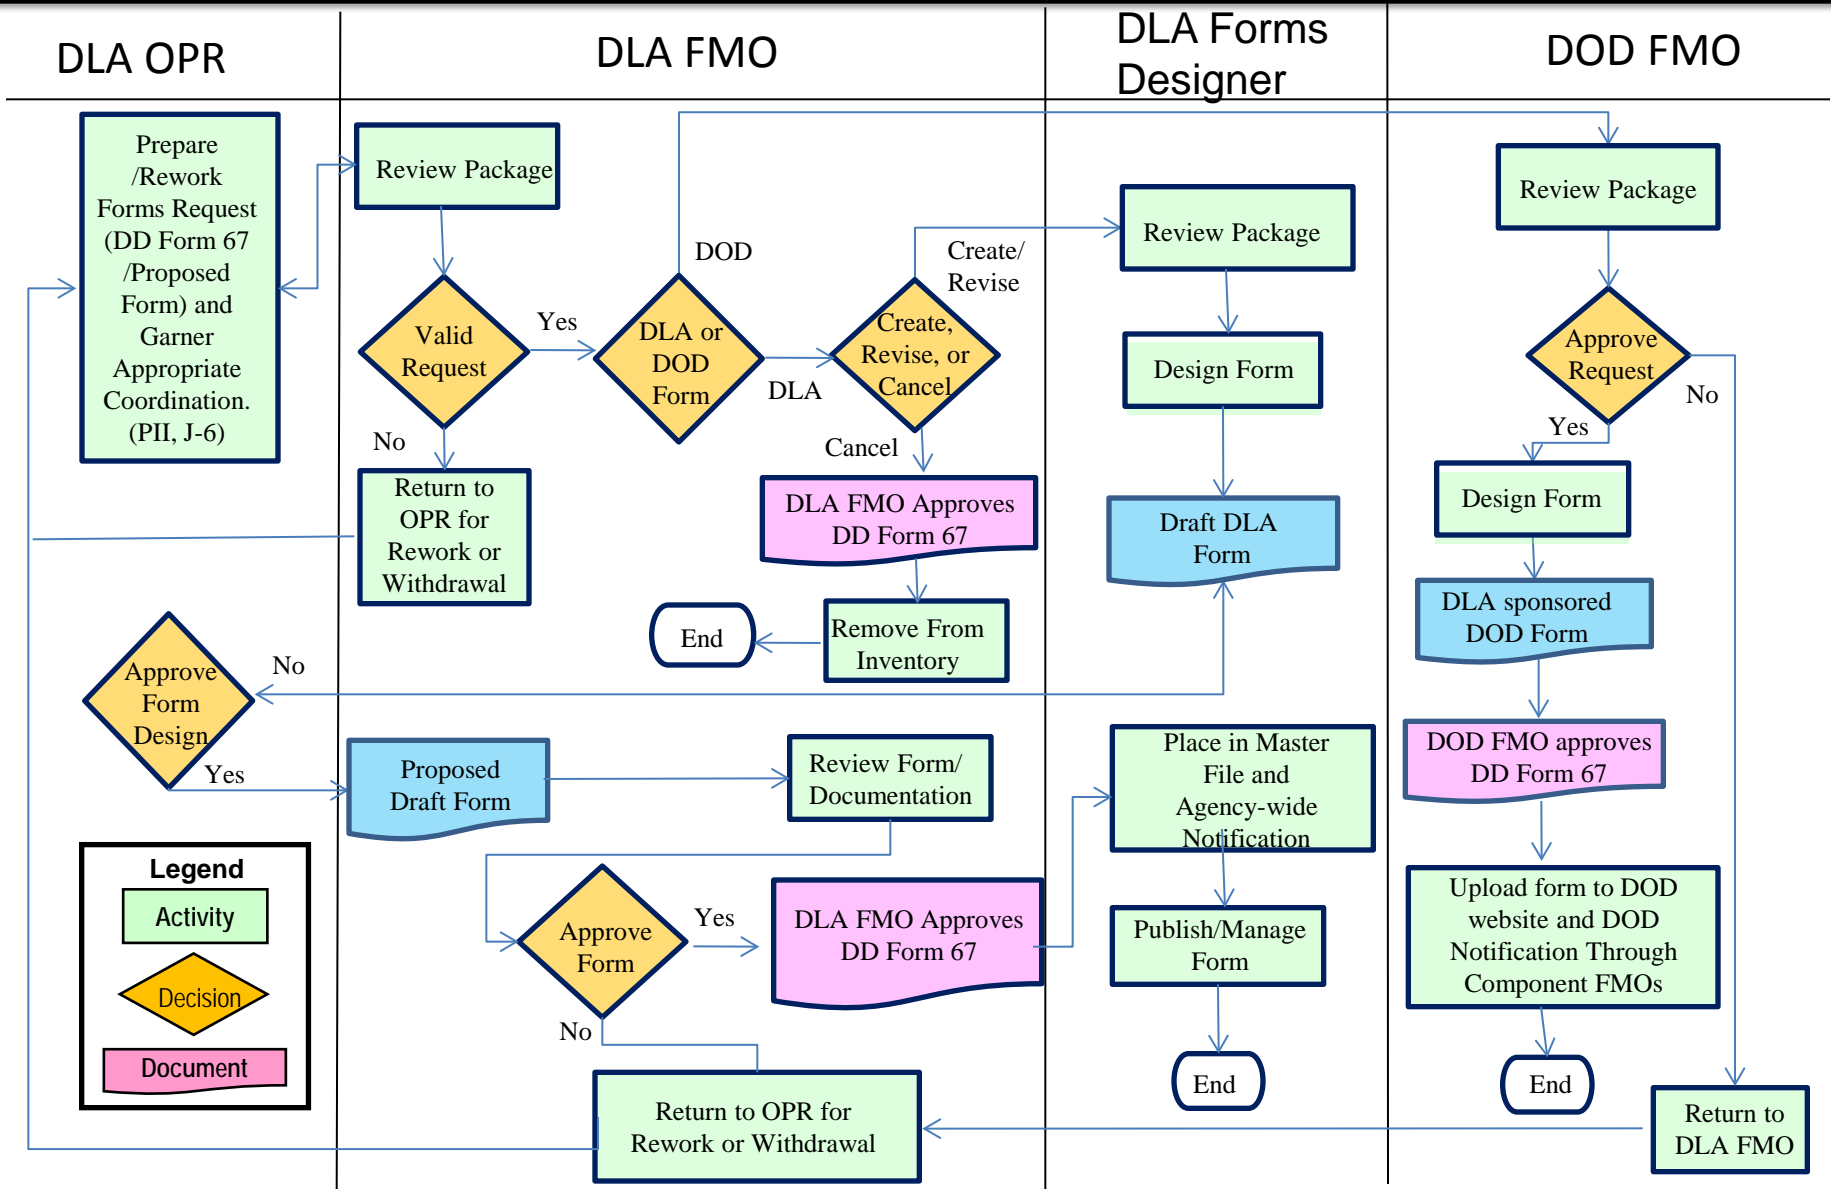 DLA OPR
DLA FMO
DLA Forms
Designer
DOD FMO
Prepare
/Rework
Forms Request
(DD Form 67
/Proposed
Form) and
Garner
Appropriate
Coordination.
(PII, J-6)
Review Package
Valid
Request
Yes
No
Return to
OPR for
Rework or
Withdrawal
DLA or
DOD
Form
DOD
DLA
Create,
Revise, or
Cancel
Create/
Revise
Cancel
DLA FMO Approves
DD Form 67
Remove From
Inventory
End
Review Package
Design Form
Draft DLA
Form
Review Package
Approve
Request
No
Yes
Design Form
DLA sponsored
DOD Form
DOD FMO approves
DD Form 67
Upload form to DOD
website and DOD
Notification Through
Component FMOs
End
Return to
DLA FMO
Approve
Form
Design
No
Yes
Proposed
Draft Form
Review Form/
Documentation
Approve
Form
Yes
No
DLA FMO Approves
DD Form 67
Place in Master
File and
Agency-wide
Notification
Publish/Manage
Form
End
Return to OPR for
Rework or Withdrawal
Legend
Activity
Decision
Document